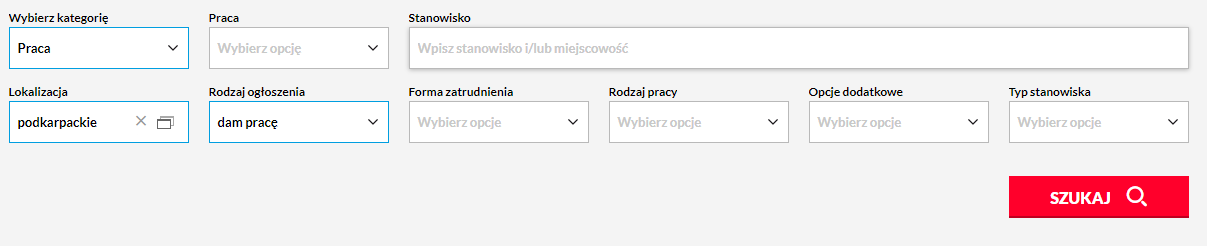 Wybierz kategorię Praca Stanowisko
Praca Wybierz opcję Wpisz stanowisko i/lub miejscowość
Lokalizacja Rodzaj ogłoszenia Forma zatrudnienia Rodzaj pracy Opcje dodatkowe Typ stanowiska
podkarpackie dam pracę Wybierz opcje Wybierz opcje Wybierz opcje Wybierz opcje
SZUKAJ